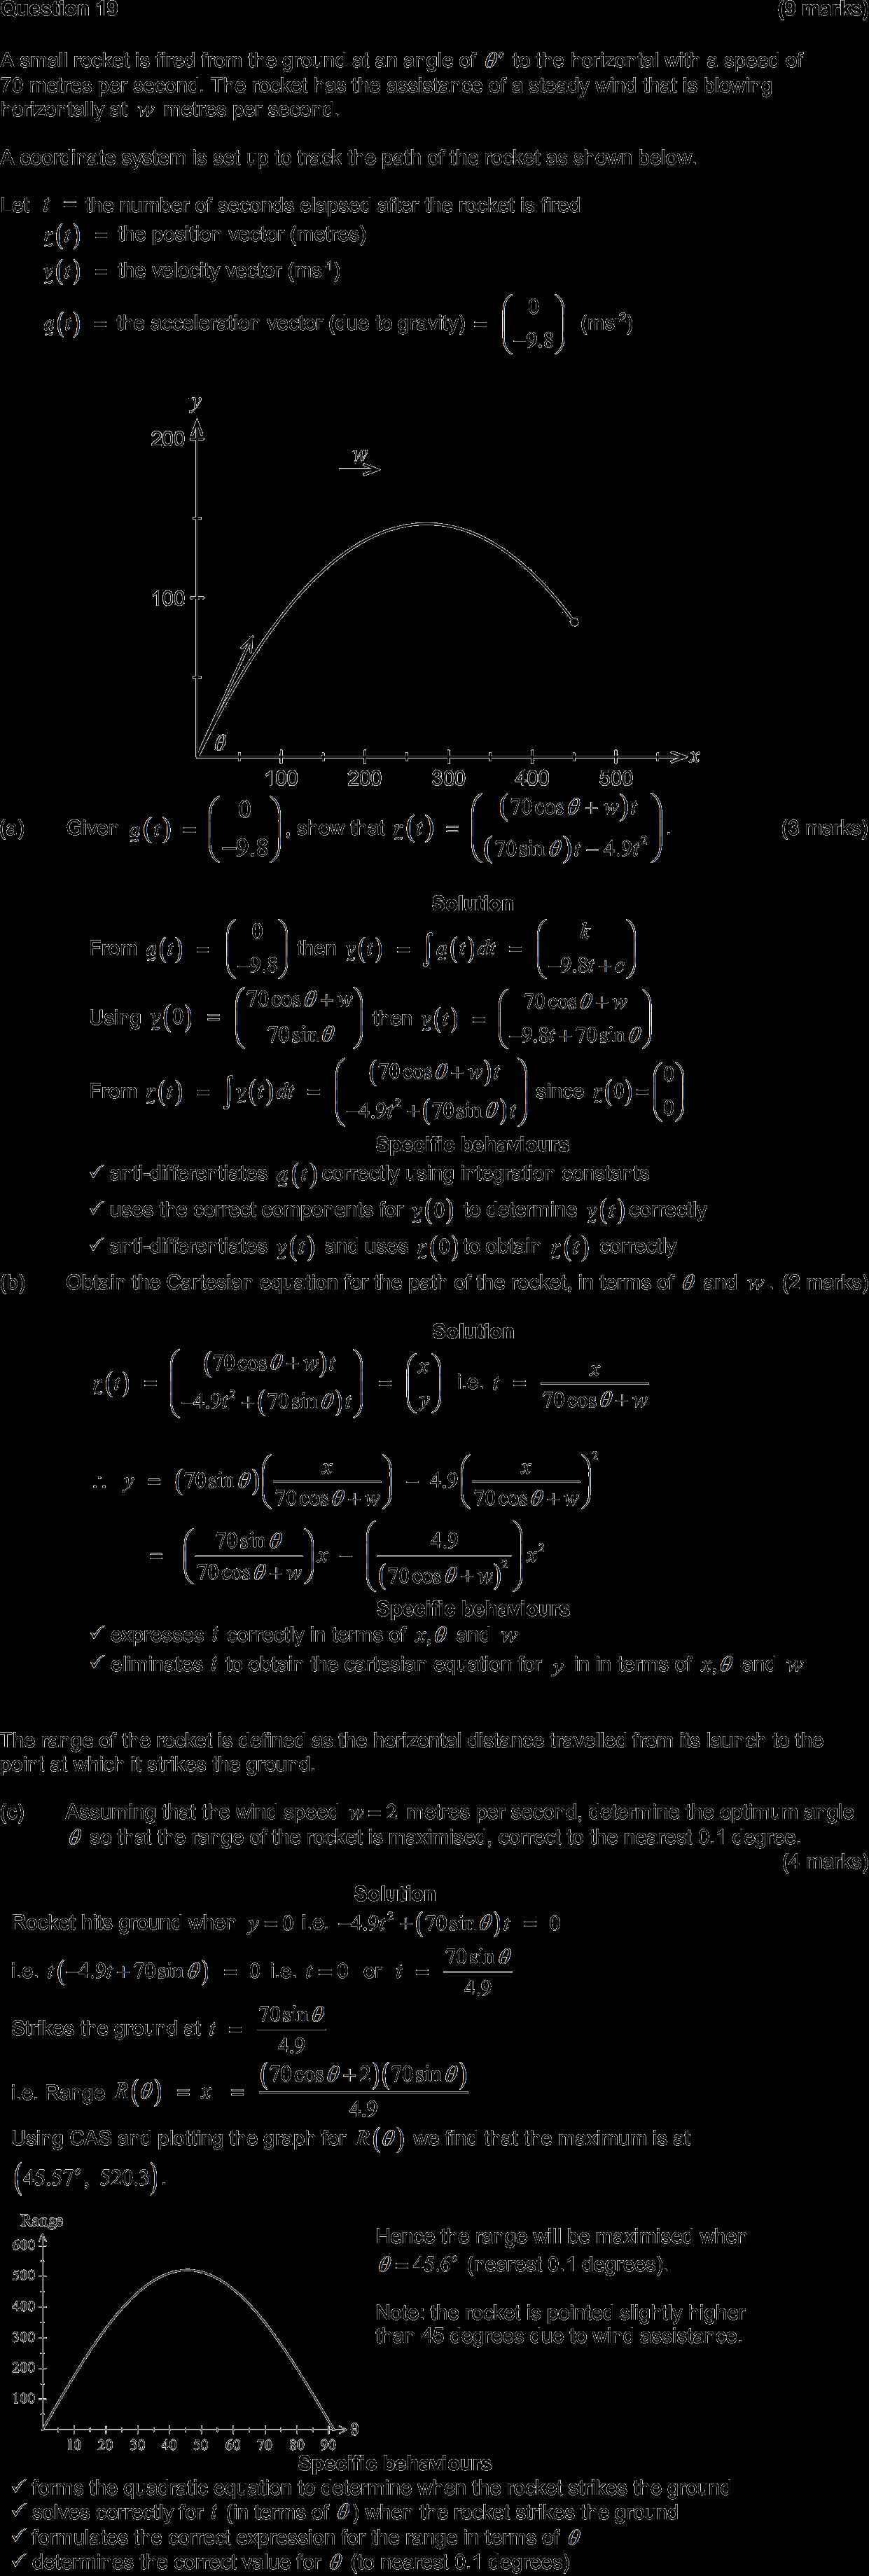 Question 19 (9 marks)
A small rocket is fired from the ground at an angle of θ° to the horizontal with a speed of
70 metres per second. The rocket has the assistance of a steady wind that is blowing
horizontally at w metres per second.
A coordinate system is set up to track the path of the rocket as shown below.
Let t = the number of seconds elapsed after the rocket is fired
r(t) = the position vector (metres)
v(t) = the velocity vector (ms⁻¹)
a(t) = the acceleration vector (due to gravity) = (0, −9.8) (ms⁻²)
y
200
w
100
θ
x
100 200 300 400 500
(a) Given a(t) = (0, −9.8), show that r(t) = ((70cosθ+w)t, (70sinθ)t−4.9t²). (3 marks)
Solution
From a(t) = (0, −9.8) then v(t) = ∫a(t)dt = (k, −9.8t+c)
Using v(0) = (70cosθ+w, 70sinθ) then v(t) = (70cosθ+w, −9.8t+70sinθ)
From r(t) = ∫v(t)dt = ((70cosθ+w)t, −4.9t²+(70sinθ)t) since r(0)=(0, 0)
Specific behaviours
✓ anti-differentiates a(t) correctly using integration constants
✓ uses the correct components for v(0) to determine v(t) correctly
✓ anti-differentiates v(t) and uses r(0) to obtain r(t) correctly
(b) Obtain the Cartesian equation for the path of the rocket, in terms of θ and w. (2 marks)
Solution
r(t) = ((70cosθ+w)t, −4.9t²+(70sinθ)t) = (x, y) i.e. t = x/(70cosθ+w)
∴ y = (70sinθ)(x/(70cosθ+w)) − 4.9(x/(70cosθ+w))²
= (70sinθ/(70cosθ+w))x − (4.9/(70cosθ+w)²)x²
Specific behaviours
✓ expresses t correctly in terms of x,θ and w
✓ eliminates t to obtain the cartesian equation for y in in terms of x,θ and w
The range of the rocket is defined as the horizontal distance travelled from its launch to the
point at which it strikes the ground.
(c) Assuming that the wind speed w=2 metres per second, determine the optimum angle
θ so that the range of the rocket is maximised, correct to the nearest 0.1 degree.
(4 marks)
Solution
Rocket hits ground when y=0 i.e. −4.9t²+(70sinθ)t = 0
i.e. t(−4.9t+70sinθ) = 0 i.e. t=0 or t = 70sinθ/4.9
Strikes the ground at t = 70sinθ/4.9
i.e. Range R(θ) = x = (70cosθ+2)(70sinθ)/4.9
Using CAS and plotting the graph for R(θ) we find that the maximum is at
(45.57°, 520.3).
Range
600
500
400
300
200
100
10 20 30 40 50 60 70 80 90 θ
Hence the range will be maximised when
θ=45.6° (nearest 0.1 degrees).
Note: the rocket is pointed slightly higher
than 45 degrees due to wind assistance.
Specific behaviours
✓ forms the quadratic equation to determine when the rocket strikes the ground
✓ solves correctly for t (in terms of θ) when the rocket strikes the ground
✓ formulates the correct expression for the range in terms of θ
✓ determines the correct value for θ (to nearest 0.1 degrees)